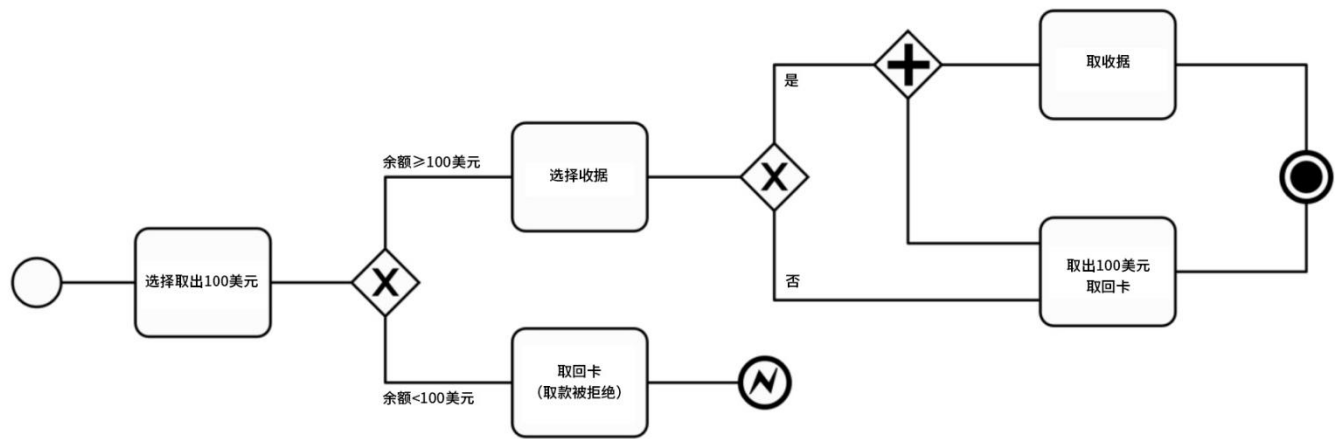 选择取出100美元
余额≥100美元
余额<100美元
选择收据
取回卡
（取款被拒绝）
是
否
取收据
取出100美元
取回卡